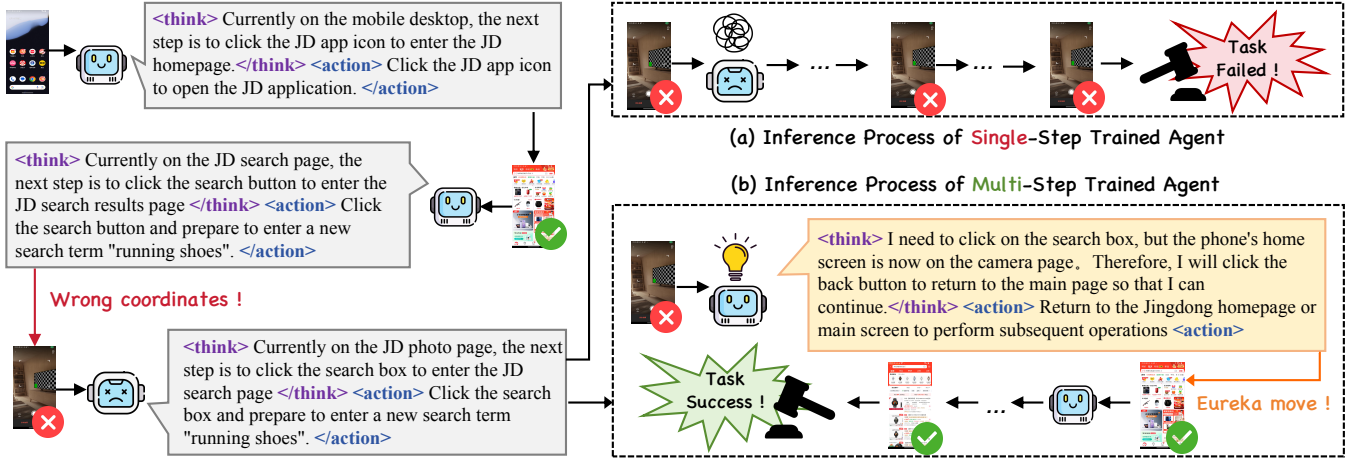 <think> Currently on the mobile desktop, the next
step is to click the JD app icon to enter the JD
homepage.</think> <action> Click the JD app icon
to open the JD application. </action>
<think> Currently on the JD search page, the
next step is to click the search button to enter the
JD search results page </think> <action> Click
the search button and prepare to enter a new
search term "running shoes". </action>
Wrong coordinates !
<think> Currently on the JD photo page, the next
step is to click the search box to enter the JD
search page </think> <action> Click the search
box and prepare to enter a new search term
"running shoes". </action>
...
...
Task
Failed !
(a) Inference Process of Single-Step Trained Agent
(b) Inference Process of Multi-Step Trained Agent
<think> I need to click on the search box, but the phone's home
screen is now on the camera page。Therefore, I will click the
back button to return to the main page so that I can
continue.</think> <action> Return to the Jingdong homepage or
main screen to perform subsequent operations <action>
Task
Success !
...
Eureka move !